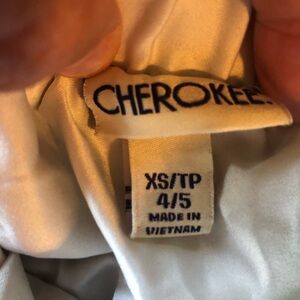 CHEROKEE
XS/TP
4/5
MADE IN
VIETNAM